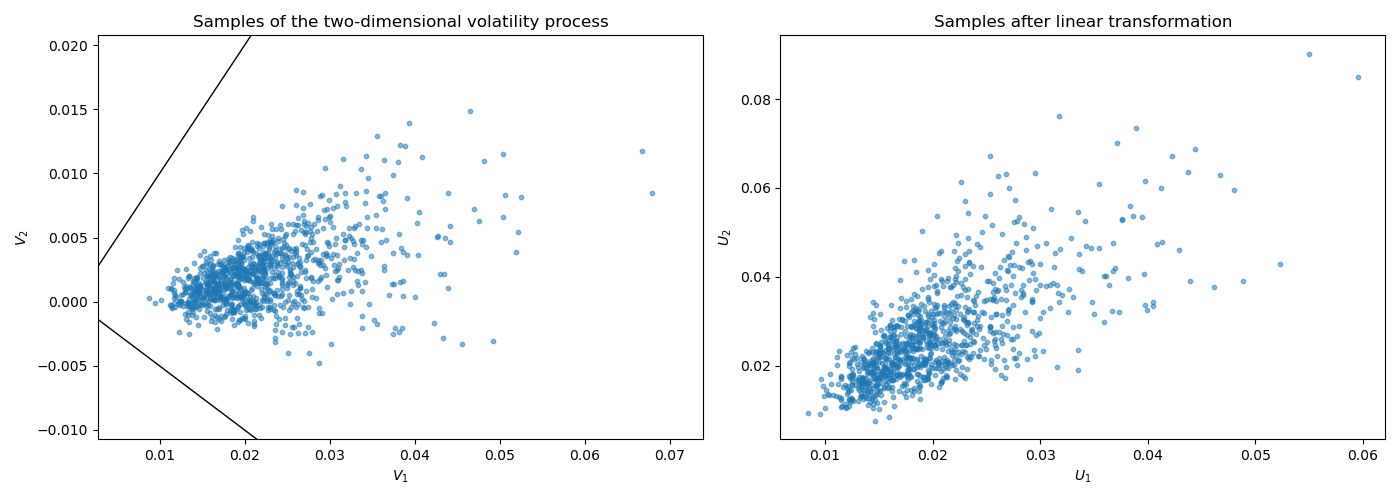 Samples of the two-dimensional volatility process
0.020
0.015
0.010
0.005
0.000
−0.005
−0.010
V₂
0.01 0.02 0.03 0.04 0.05 0.06 0.07
V₁
Samples after linear transformation
0.08
0.06
0.04
0.02
U₂
0.01 0.02 0.03 0.04 0.05 0.06
U₁